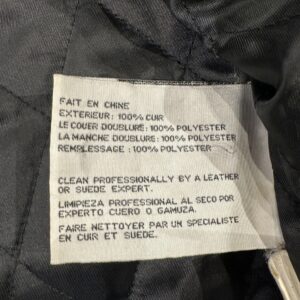 FAIT EN CHINE
EXTERIEUR: 100% CUIR
LE COUER DOUBLURE: 100% POLYESTER
LA MANCHE DOUBLURE: 100% POLYESTER
REMPLESSAGE: 100% POLYESTER
CLEAN PROFESSIONALLY BY A LEATHER
OR SUEDE EXPERT.
LIMPIEZA PROFESSIONAL AL SECO POR
EXPERTO CUERO O GAMUZA.
FAIRE NETTOYER PAR UN SPECIALISTE
EN CUIR ET SUEDE.